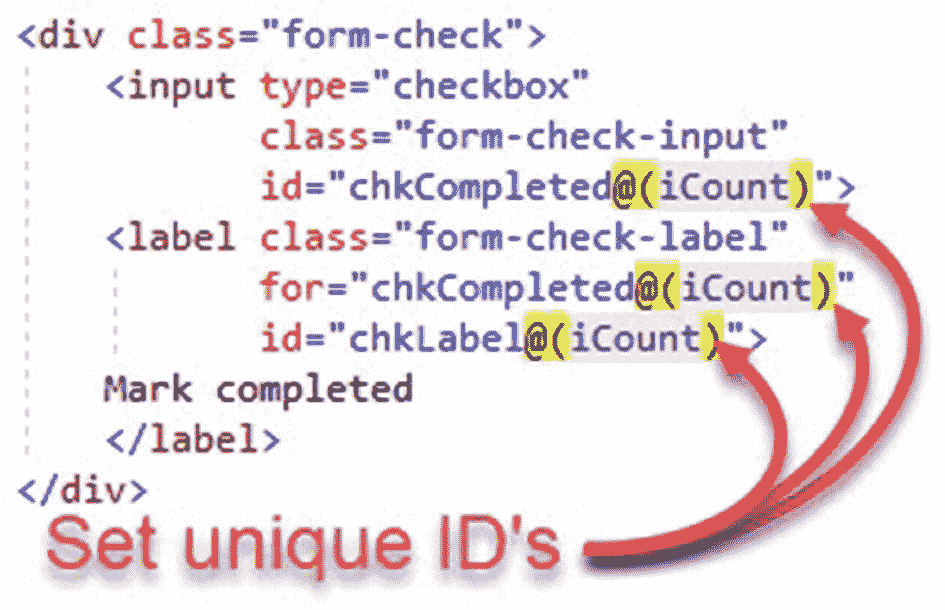 <div class="form-check">
<input type="checkbox"
class="form-check-input"
id="chkCompleted@(iCount)">
<label class="form-check-label"
for="chkCompleted@(iCount)"
id="chkLabel@(iCount)">
Mark completed
</label>
</div>
Set unique ID's